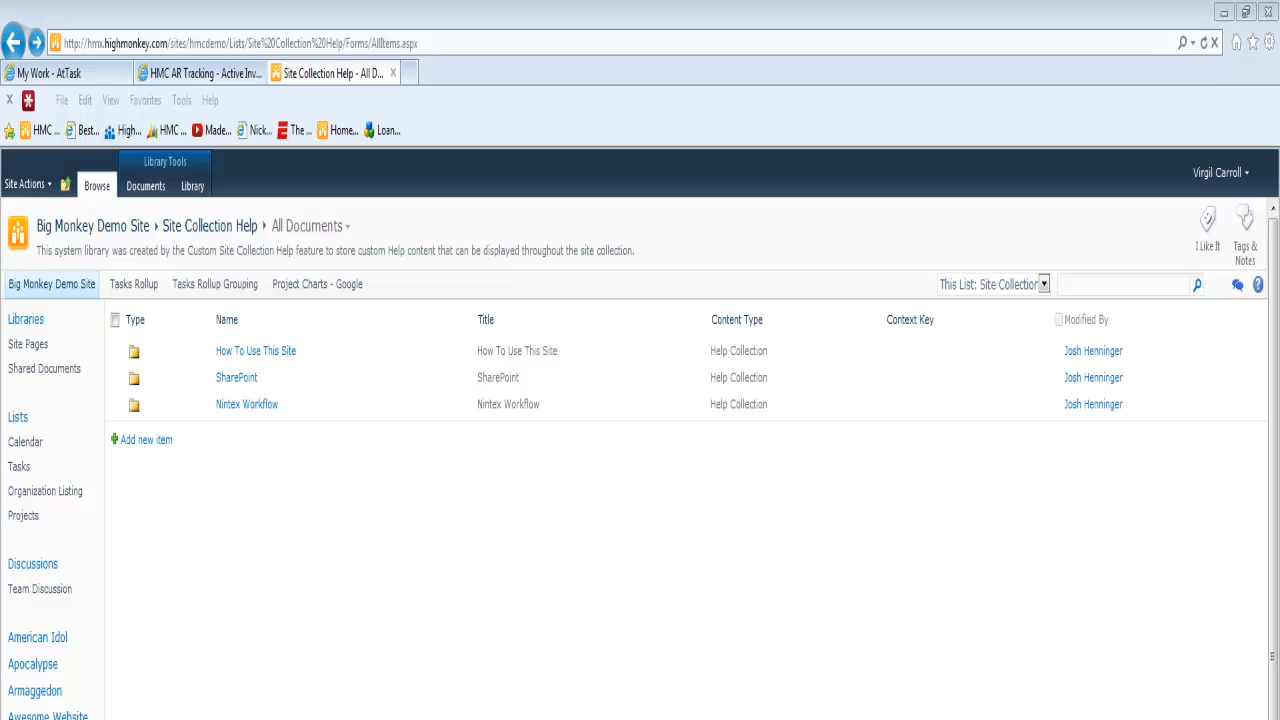 http://hmx.highmonkey.com/sites/hmcdemo/Lists/Site%20Collection%20Help/Forms/AllItems.aspx
My Work - AtTask
HMC AR Tracking - Active Inv...
Site Collection Help - All D... x
x File Edit View Favorites Tools Help
HMC ... Best... High... HMC ... Made... Nick... The ... Home... Loan...
Library Tools
Virgil Carroll
Site Actions Browse Documents Library
Big Monkey Demo Site Site Collection Help All Documents
This system library was created by the Custom Site Collection Help feature to store custom Help content that can be displayed throughout the site collection.
I Like It
Tags & Notes
Big Monkey Demo Site Tasks Rollup Tasks Rollup Grouping Project Charts - Google This List: Site Collection
Libraries
Site Pages
Shared Documents
Lists
Calendar
Tasks
Organization Listing
Projects
Discussions
Team Discussion
American Idol
Apocalypse
Armaggedon
Awesome Website
Type Name Title Content Type Context Key Modified By
How To Use This Site How To Use This Site Help Collection Josh Henninger
SharePoint SharePoint Help Collection Josh Henninger
Nintex Workflow Nintex Workflow Help Collection Josh Henninger
Add new item